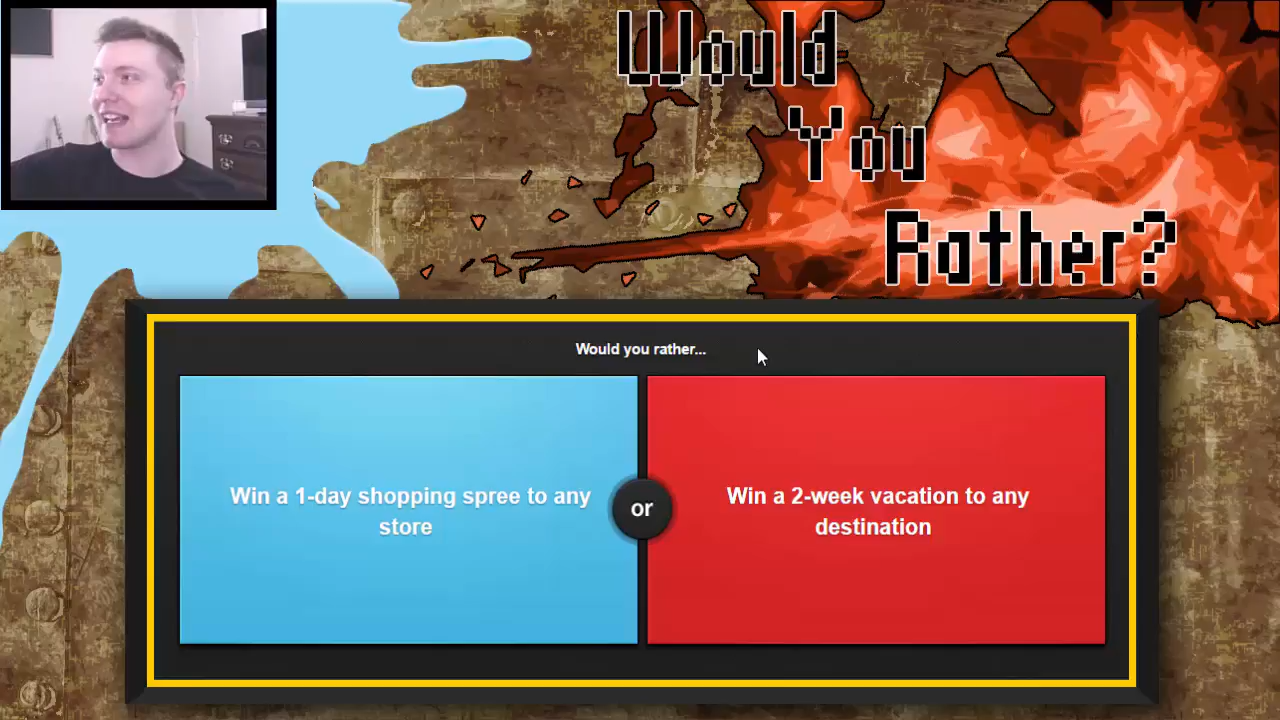 Would
You
Rather?
Would you rather...
Win a 1-day shopping spree to any
store
or
Win a 2-week vacation to any
destination